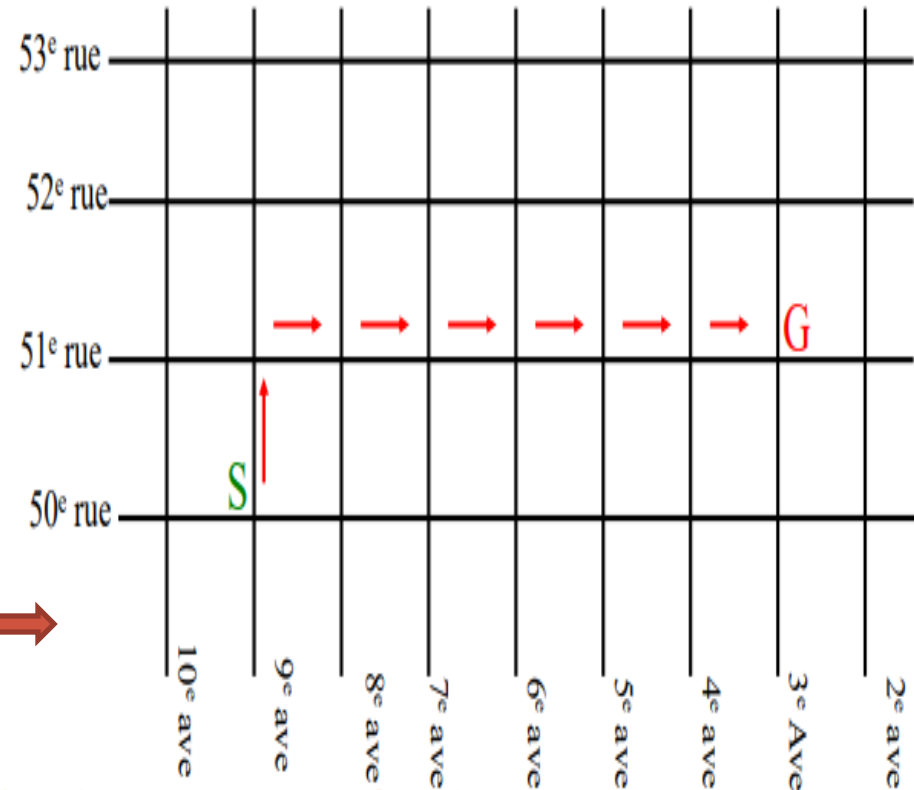 53ᵉ rue
52ᵉ rue
G
51ᵉ rue
S
50ᵉ rue
10ᵉ ave
9ᵉ ave
8ᵉ ave
7ᵉ ave
6ᵉ ave
5ᵉ ave
4ᵉ ave
3ᵉ Ave
2ᵉ ave